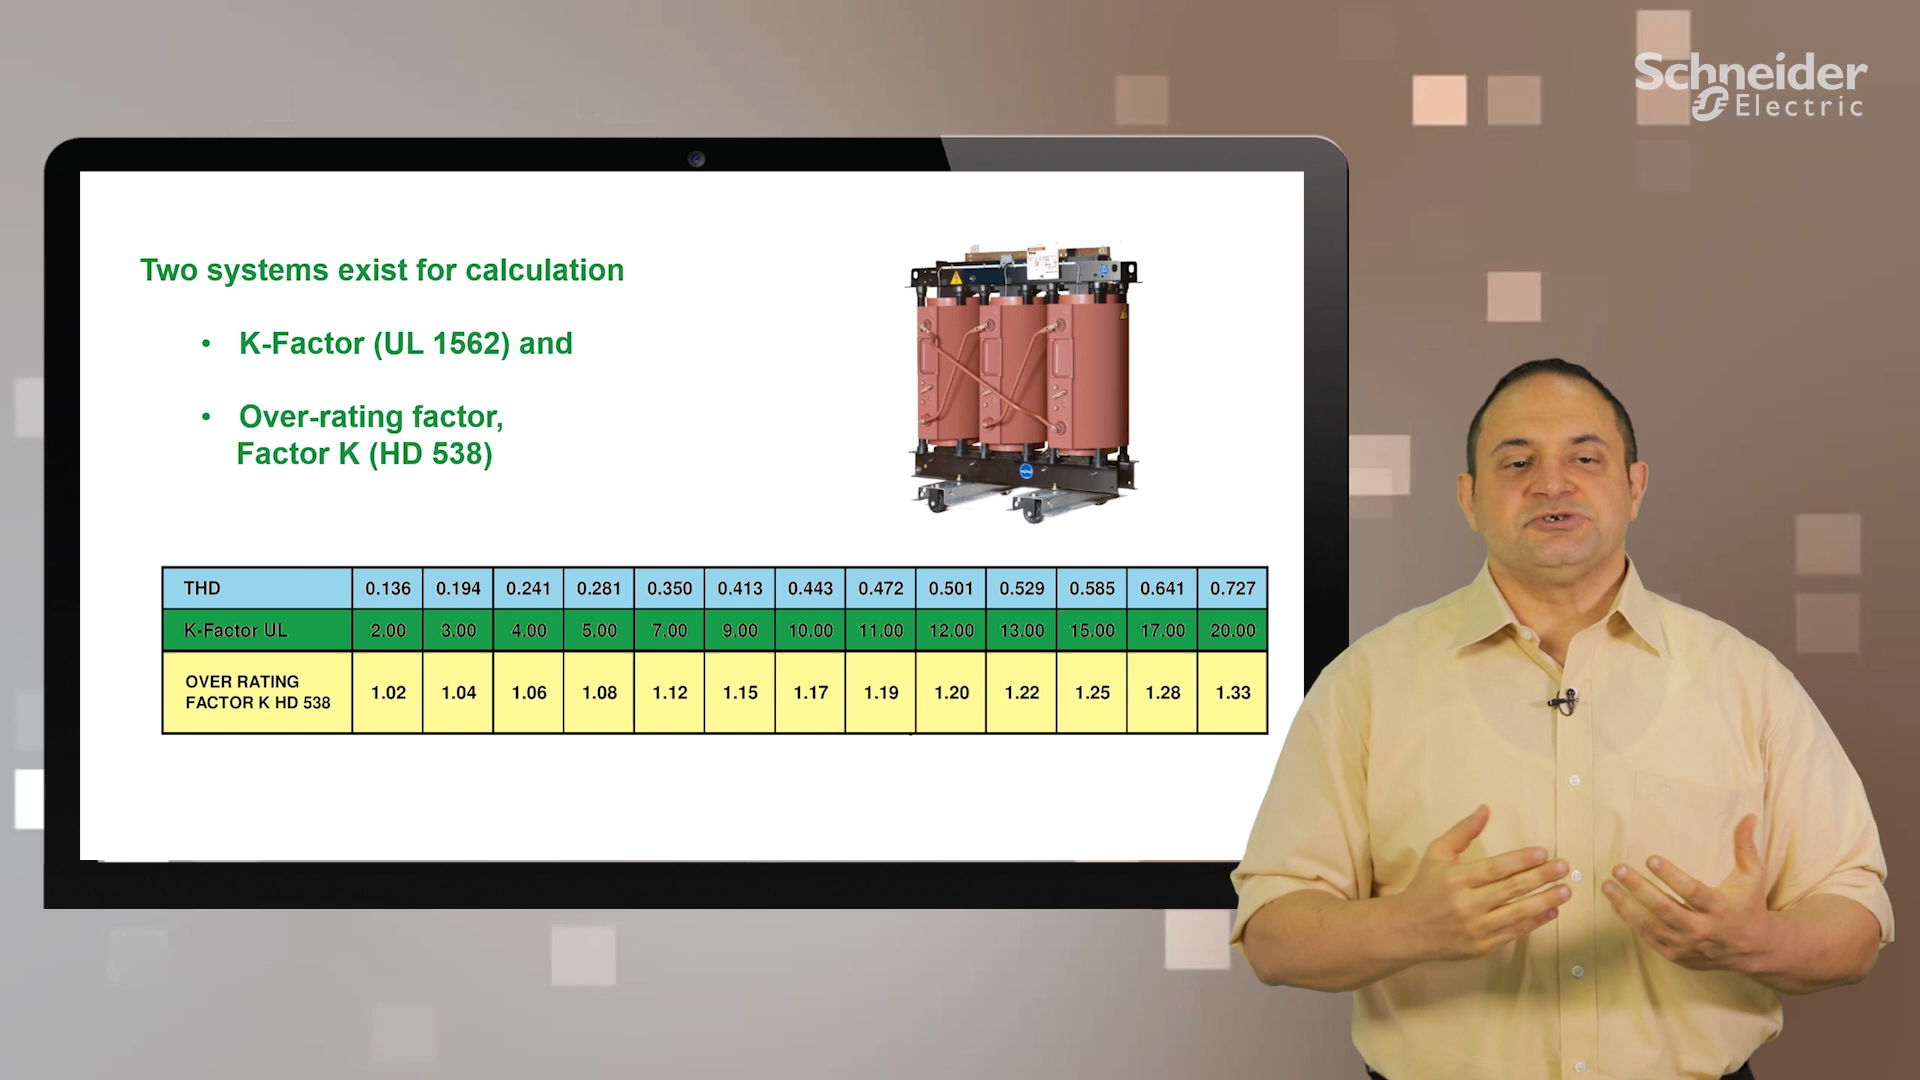 Schneider
Electric
Two systems exist for calculation
• K-Factor (UL 1562) and
• Over-rating factor,
Factor K (HD 538)
THD 0.136 0.194 0.241 0.281 0.350 0.413 0.443 0.472 0.501 0.529 0.585 0.641 0.727
K-Factor UL 2.00 3.00 4.00 5.00 7.00 9.00 10.00 11.00 12.00 13.00 15.00 17.00 20.00
OVER RATING
FACTOR K HD 538 1.02 1.04 1.06 1.08 1.12 1.15 1.17 1.19 1.20 1.22 1.25 1.28 1.33